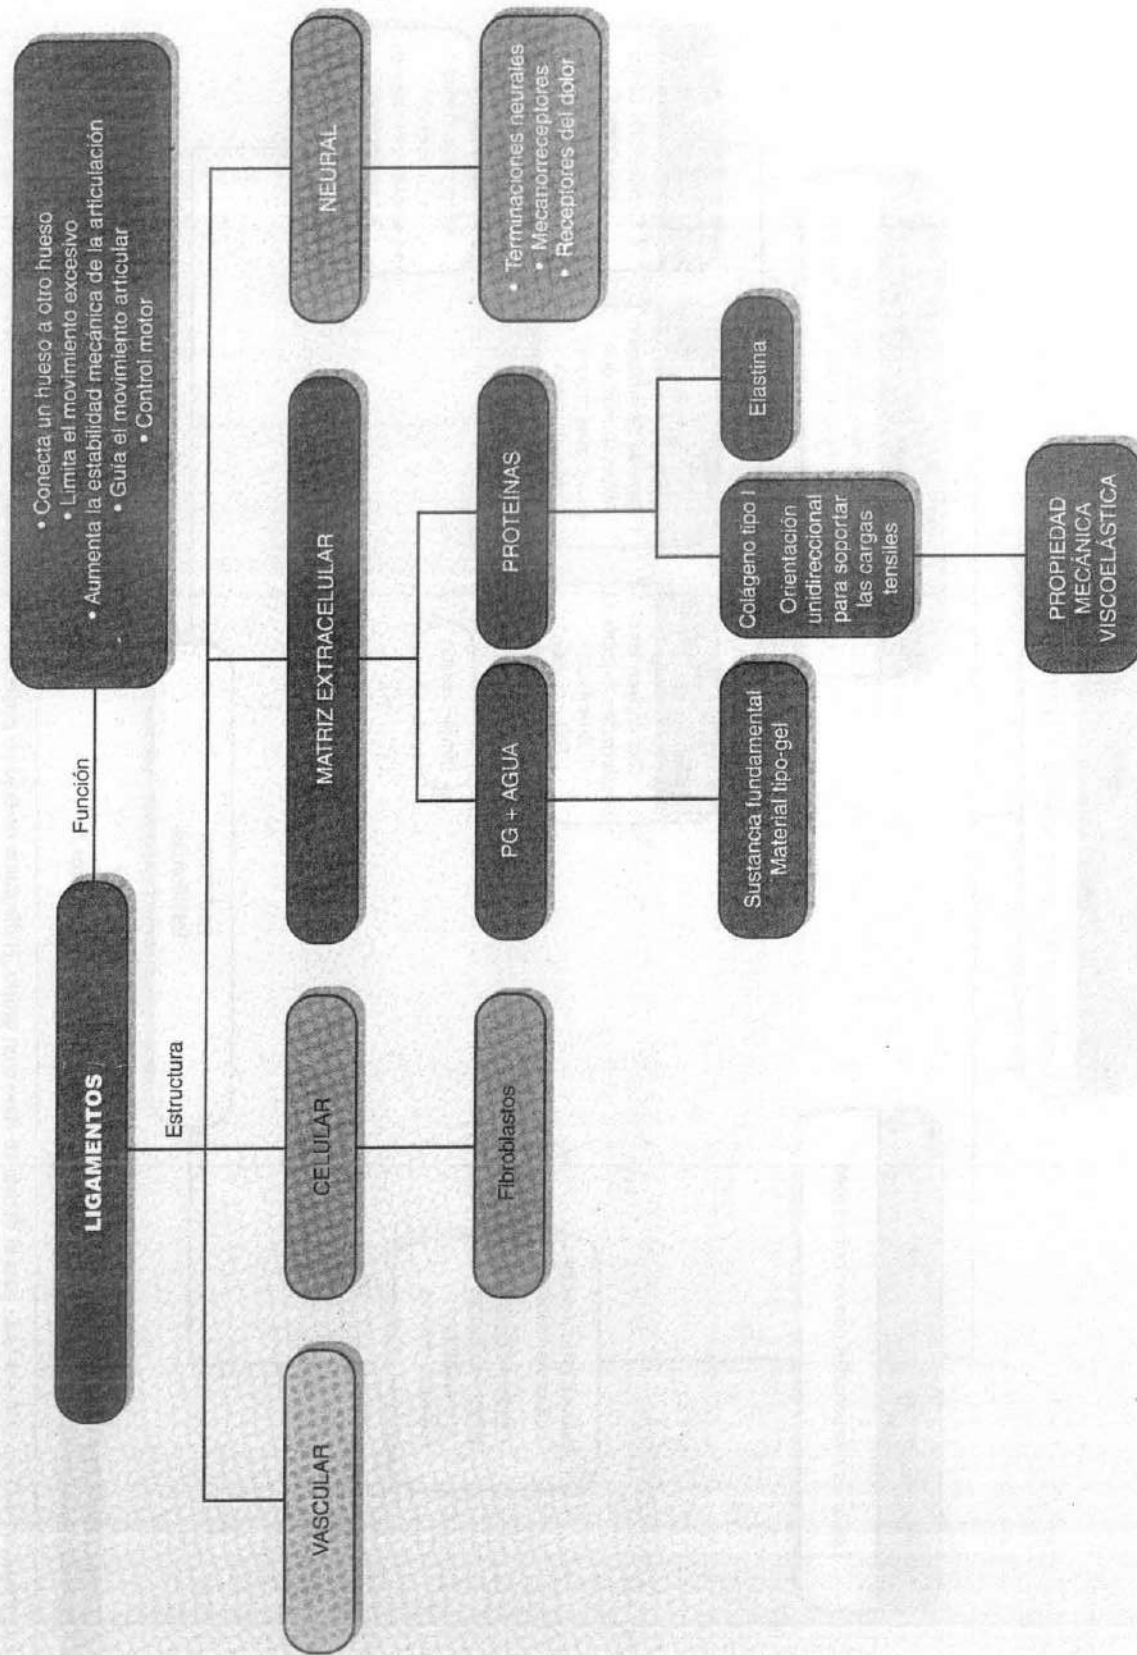 LIGAMENTOS
Función
• Conecta un hueso a otro hueso
• Limita el movimiento excesivo
• Aumenta la estabilidad mecánica de la articulación
• Guía el movimiento articular
• Control motor
Estructura
VASCULAR
CELULAR
MATRIZ EXTRACELULAR
NEURAL
Fibroblastos
PG + AGUA
PROTEÍNAS
• Terminaciones neurales
• Mecanorreceptores
• Receptores del dolor
Sustancia fundamental
Material tipo-gel
Colágeno tipo I
Orientación
unidireccional
para soportar
las cargas
tensiles
Elastina
PROPIEDAD
MECÁNICA
VISCOELÁSTICA